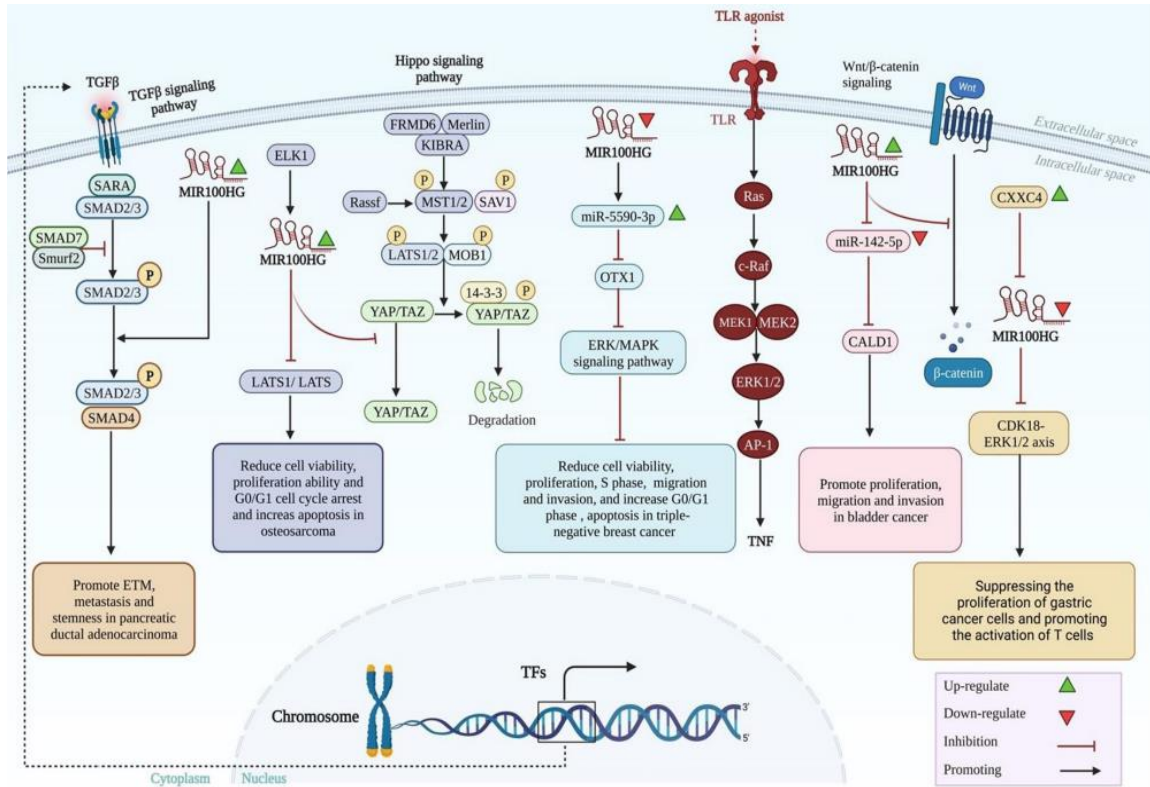 TLR agonist
Hippo signaling
pathway
TGFβ
TGFβ signaling
pathway
Wnt/β-catenin
signaling
Wnt
Extracellular space
Intracellular space
TLR
SARA
SMAD2/3
SMAD7
Smurf2
SMAD2/3
P
SMAD2/3
P
SMAD4
Promote ETM,
metastasis and
stemness in pancreatic
ductal adenocarcinoma
MIR100HG
ELK1
MIR100HG
LATS1/ LATS
Reduce cell viability,
proliferation ability and
G0/G1 cell cycle arrest
and increas apoptosis in
osteosarcoma
FRMD6
Merlin
KIBRA
P
P
Rassf
MST1/2
SAV1
P
P
LATS1/2
MOB1
14-3-3
P
YAP/TAZ
YAP/TAZ
YAP/TAZ
Degradation
MIR100HG
miR-5590-3p
OTX1
ERK/MAPK
signaling pathway
Reduce cell viability,
proliferation, S phase, migration
and invasion, and increase G0/G1
phase , apoptosis in triple-
negative breast cancer
Ras
c-Raf
MEK1
MEK2
ERK1/2
AP-1
TNF
MIR100HG
miR-142-5p
CALD1
Promote proliferation,
migration and invasion
in bladder cancer
β-catenin
CXXC4
MIR100HG
CDK18-
ERK1/2 axis
Suppressing the
proliferation of gastric
cancer cells and promoting
the activation of T cells
TFs
Chromosome
3'
5'
Cytoplasm
Nucleus
Up-regulate
Down-regulate
Inhibition
Promoting